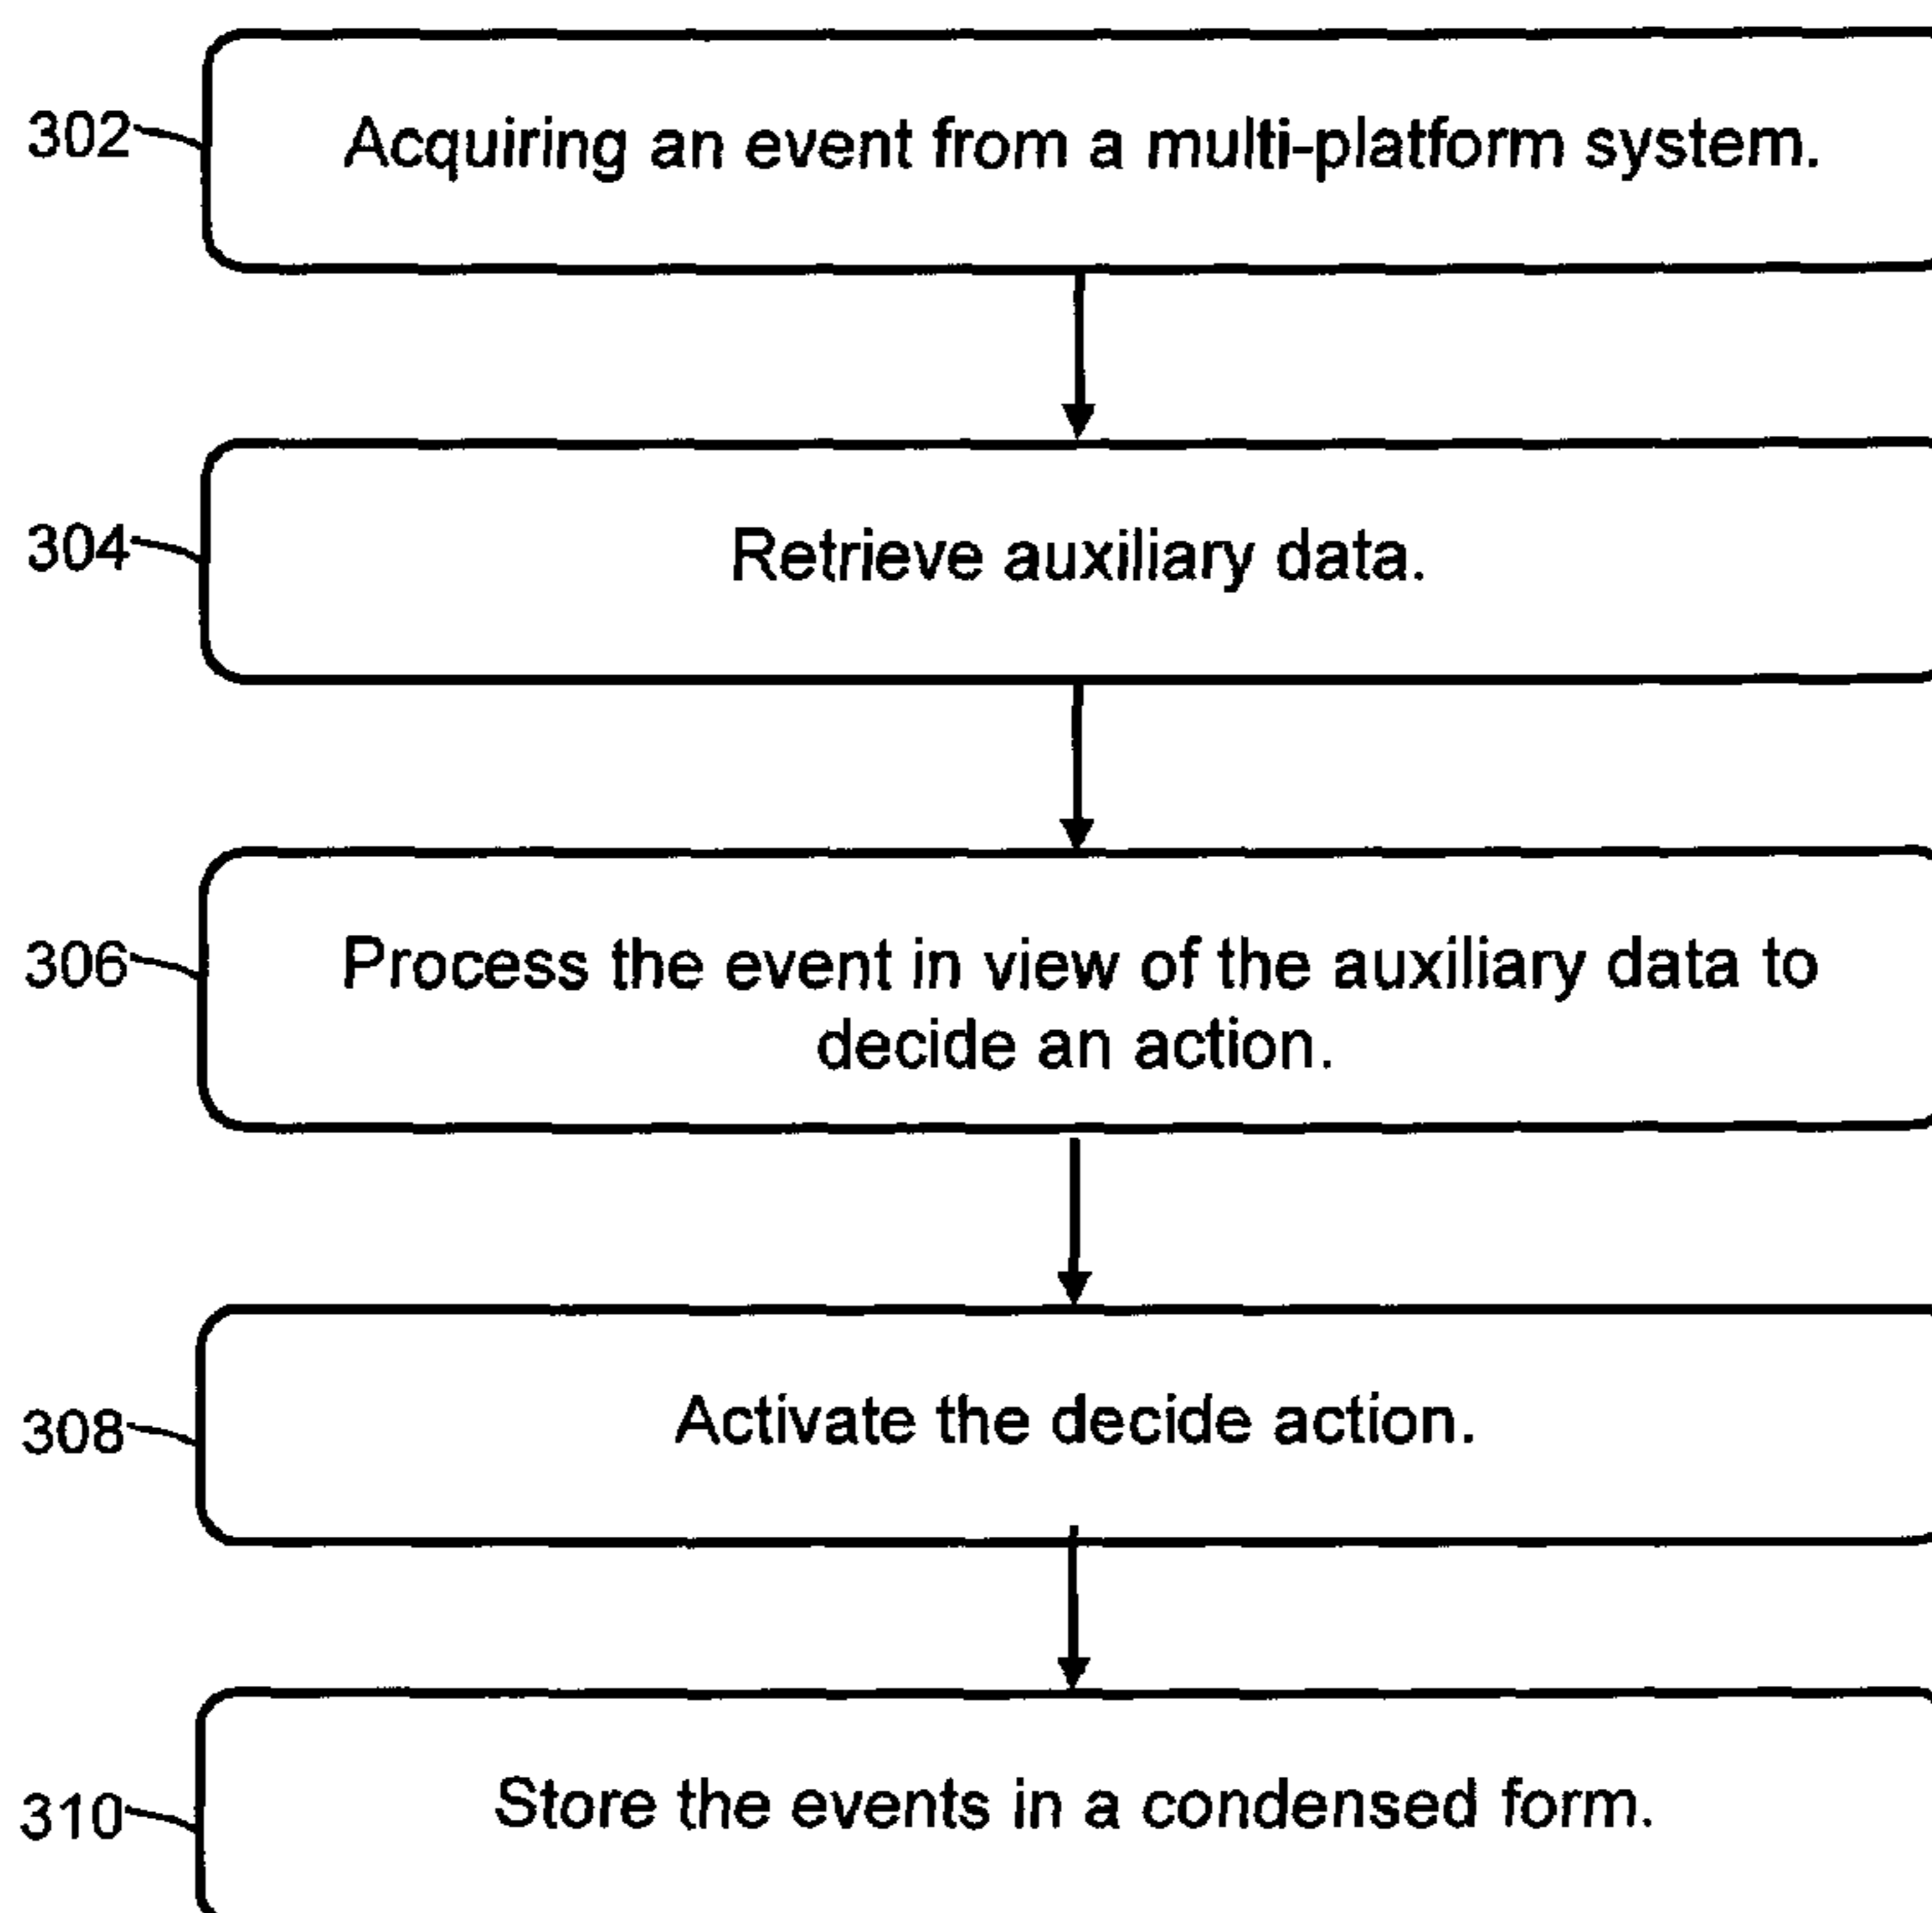 302
Acquiring an event from a multi-platform system.
304
Retrieve auxiliary data.
306
Process the event in view of the auxiliary data to
decide an action.
308
Activate the decide action.
310
Store the events in a condensed form.